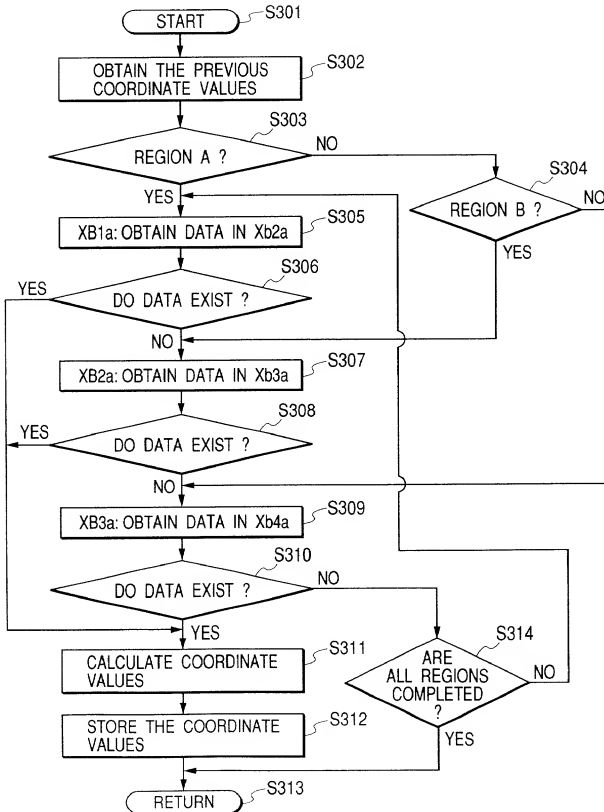 START
S301
OBTAIN THE PREVIOUS
COORDINATE VALUES
S302
S303
REGION A ?
NO
YES
S304
REGION B ?
NO
YES
S305
XB1a: OBTAIN DATA IN Xb2a
S306
YES
DO DATA EXIST ?
NO
S307
XB2a: OBTAIN DATA IN Xb3a
S308
YES
DO DATA EXIST ?
NO
S309
XB3a: OBTAIN DATA IN Xb4a
S310
DO DATA EXIST ?
NO
YES
S311
CALCULATE COORDINATE
VALUES
S314
ARE
ALL REGIONS
COMPLETED
?
NO
YES
S312
STORE THE COORDINATE
VALUES
S313
RETURN